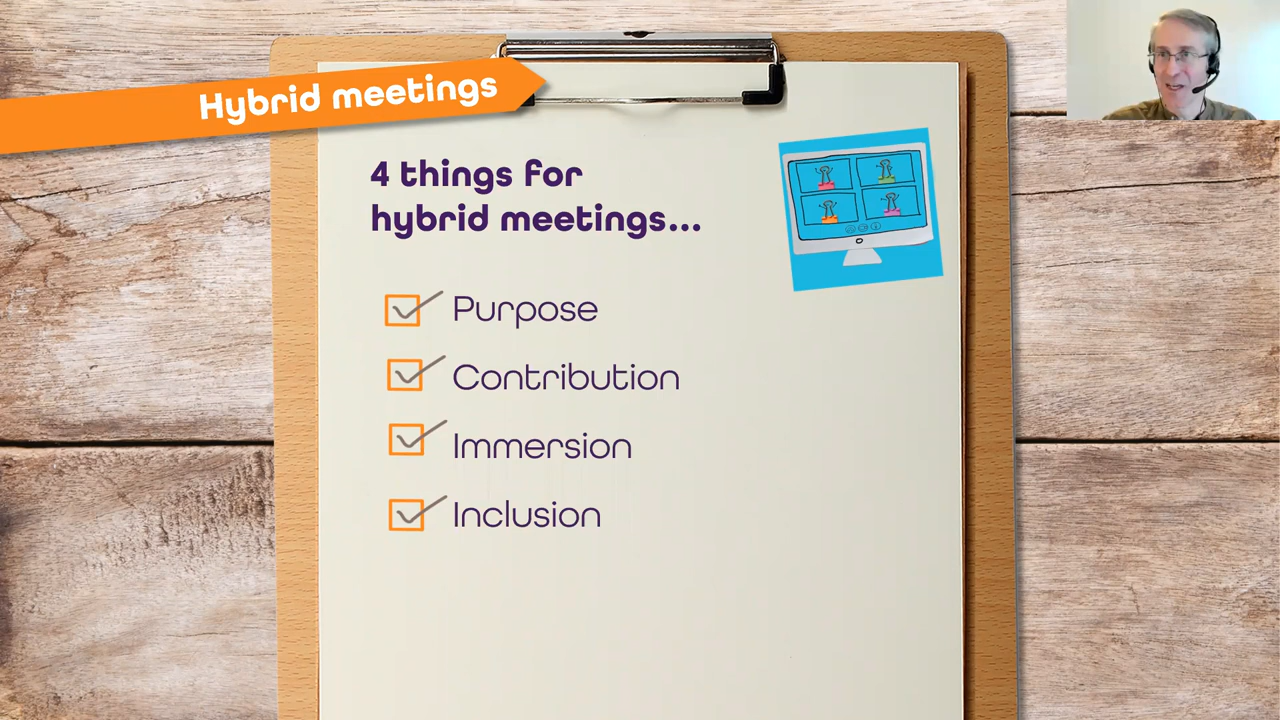 Hybrid meetings
4 things for
hybrid meetings...
Purpose
Contribution
Immersion
Inclusion